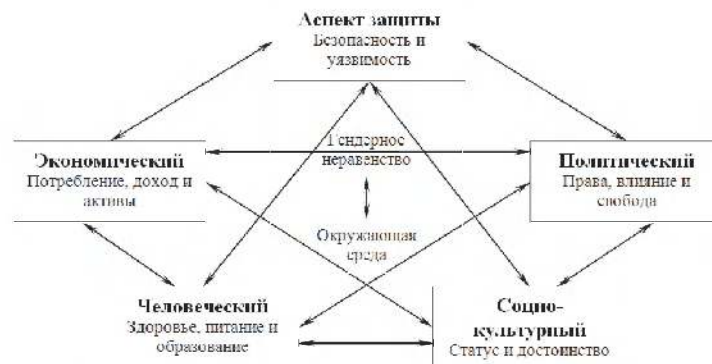 Аспект защиты
Безопасность и
уязвимость
Гендерное
неравенство
Экономический
Потребление, доход и
активы
Политический
Права, влияние и
свобода
Окружающая
среда
Человеческий
Здоровье, питание и
образование
Социо-
культурный
Статус и достоинство